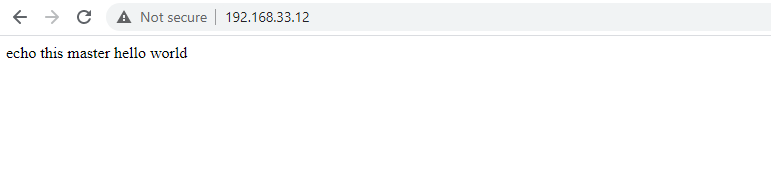 Not secure | 192.168.33.12
echo this master hello world